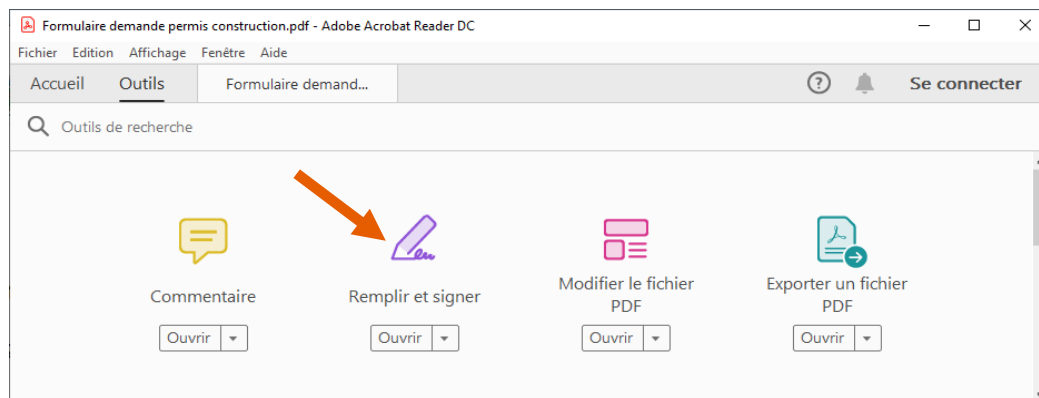 Formulaire demande permis construction.pdf - Adobe Acrobat Reader DC
Fichier Edition Affichage Fenêtre Aide
Accueil Outils Formulaire demand... Se connecter
Outils de recherche
Commentaire
Ouvrir
Remplir et signer
Ouvrir
Modifier le fichier
PDF
Ouvrir
Exporter un fichier
PDF
Ouvrir